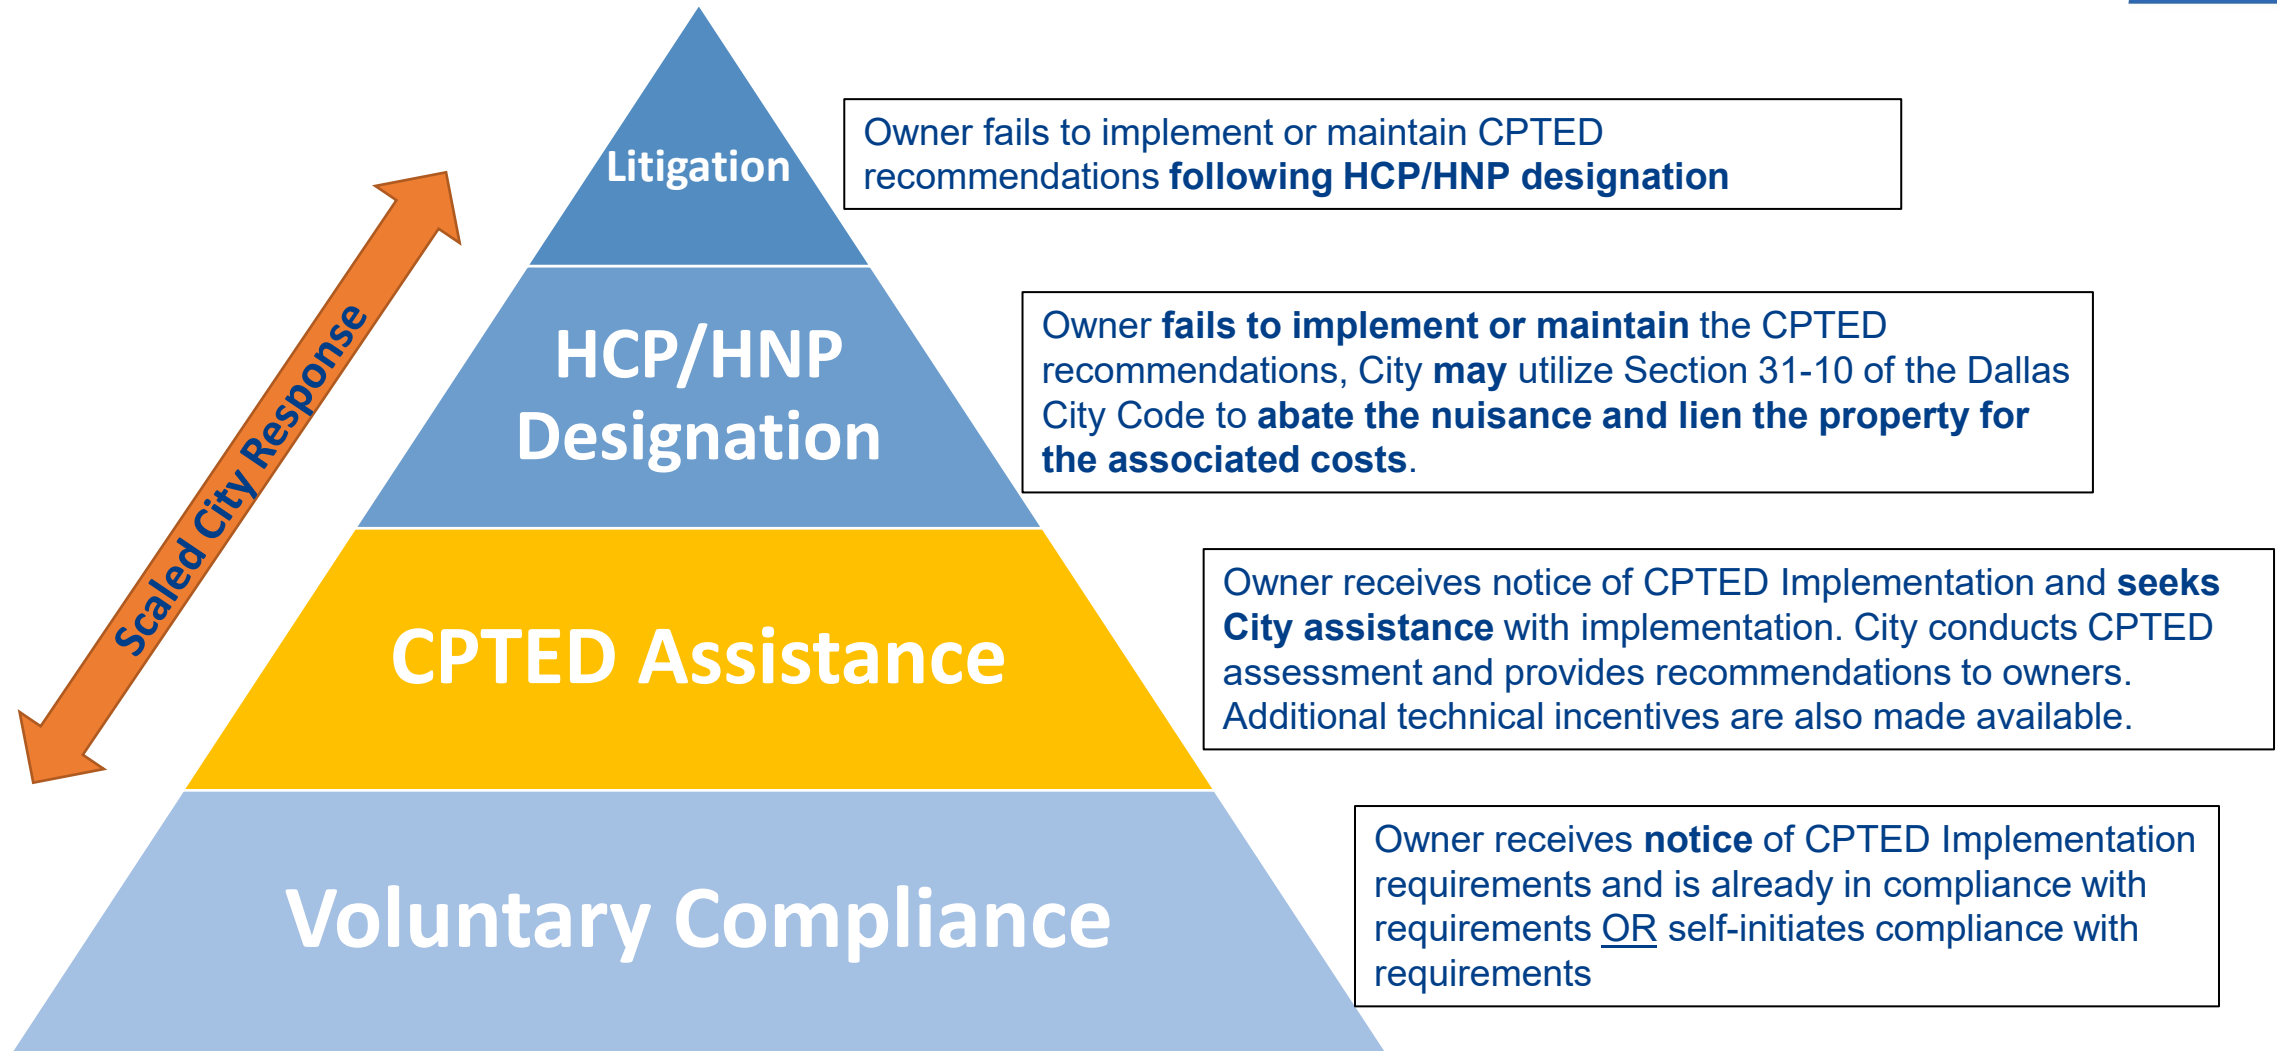 Litigation
Owner fails to implement or maintain CPTED
recommendations following HCP/HNP designation
Scaled City Response
HCP/HNP
Designation
Owner fails to implement or maintain the CPTED
recommendations, City may utilize Section 31-10 of the Dallas
City Code to abate the nuisance and lien the property for
the associated costs.
CPTED Assistance
Owner receives notice of CPTED Implementation and seeks
City assistance with implementation. City conducts CPTED
assessment and provides recommendations to owners.
Additional technical incentives are also made available.
Voluntary Compliance
Owner receives notice of CPTED Implementation
requirements and is already in compliance with
requirements OR self-initiates compliance with
requirements